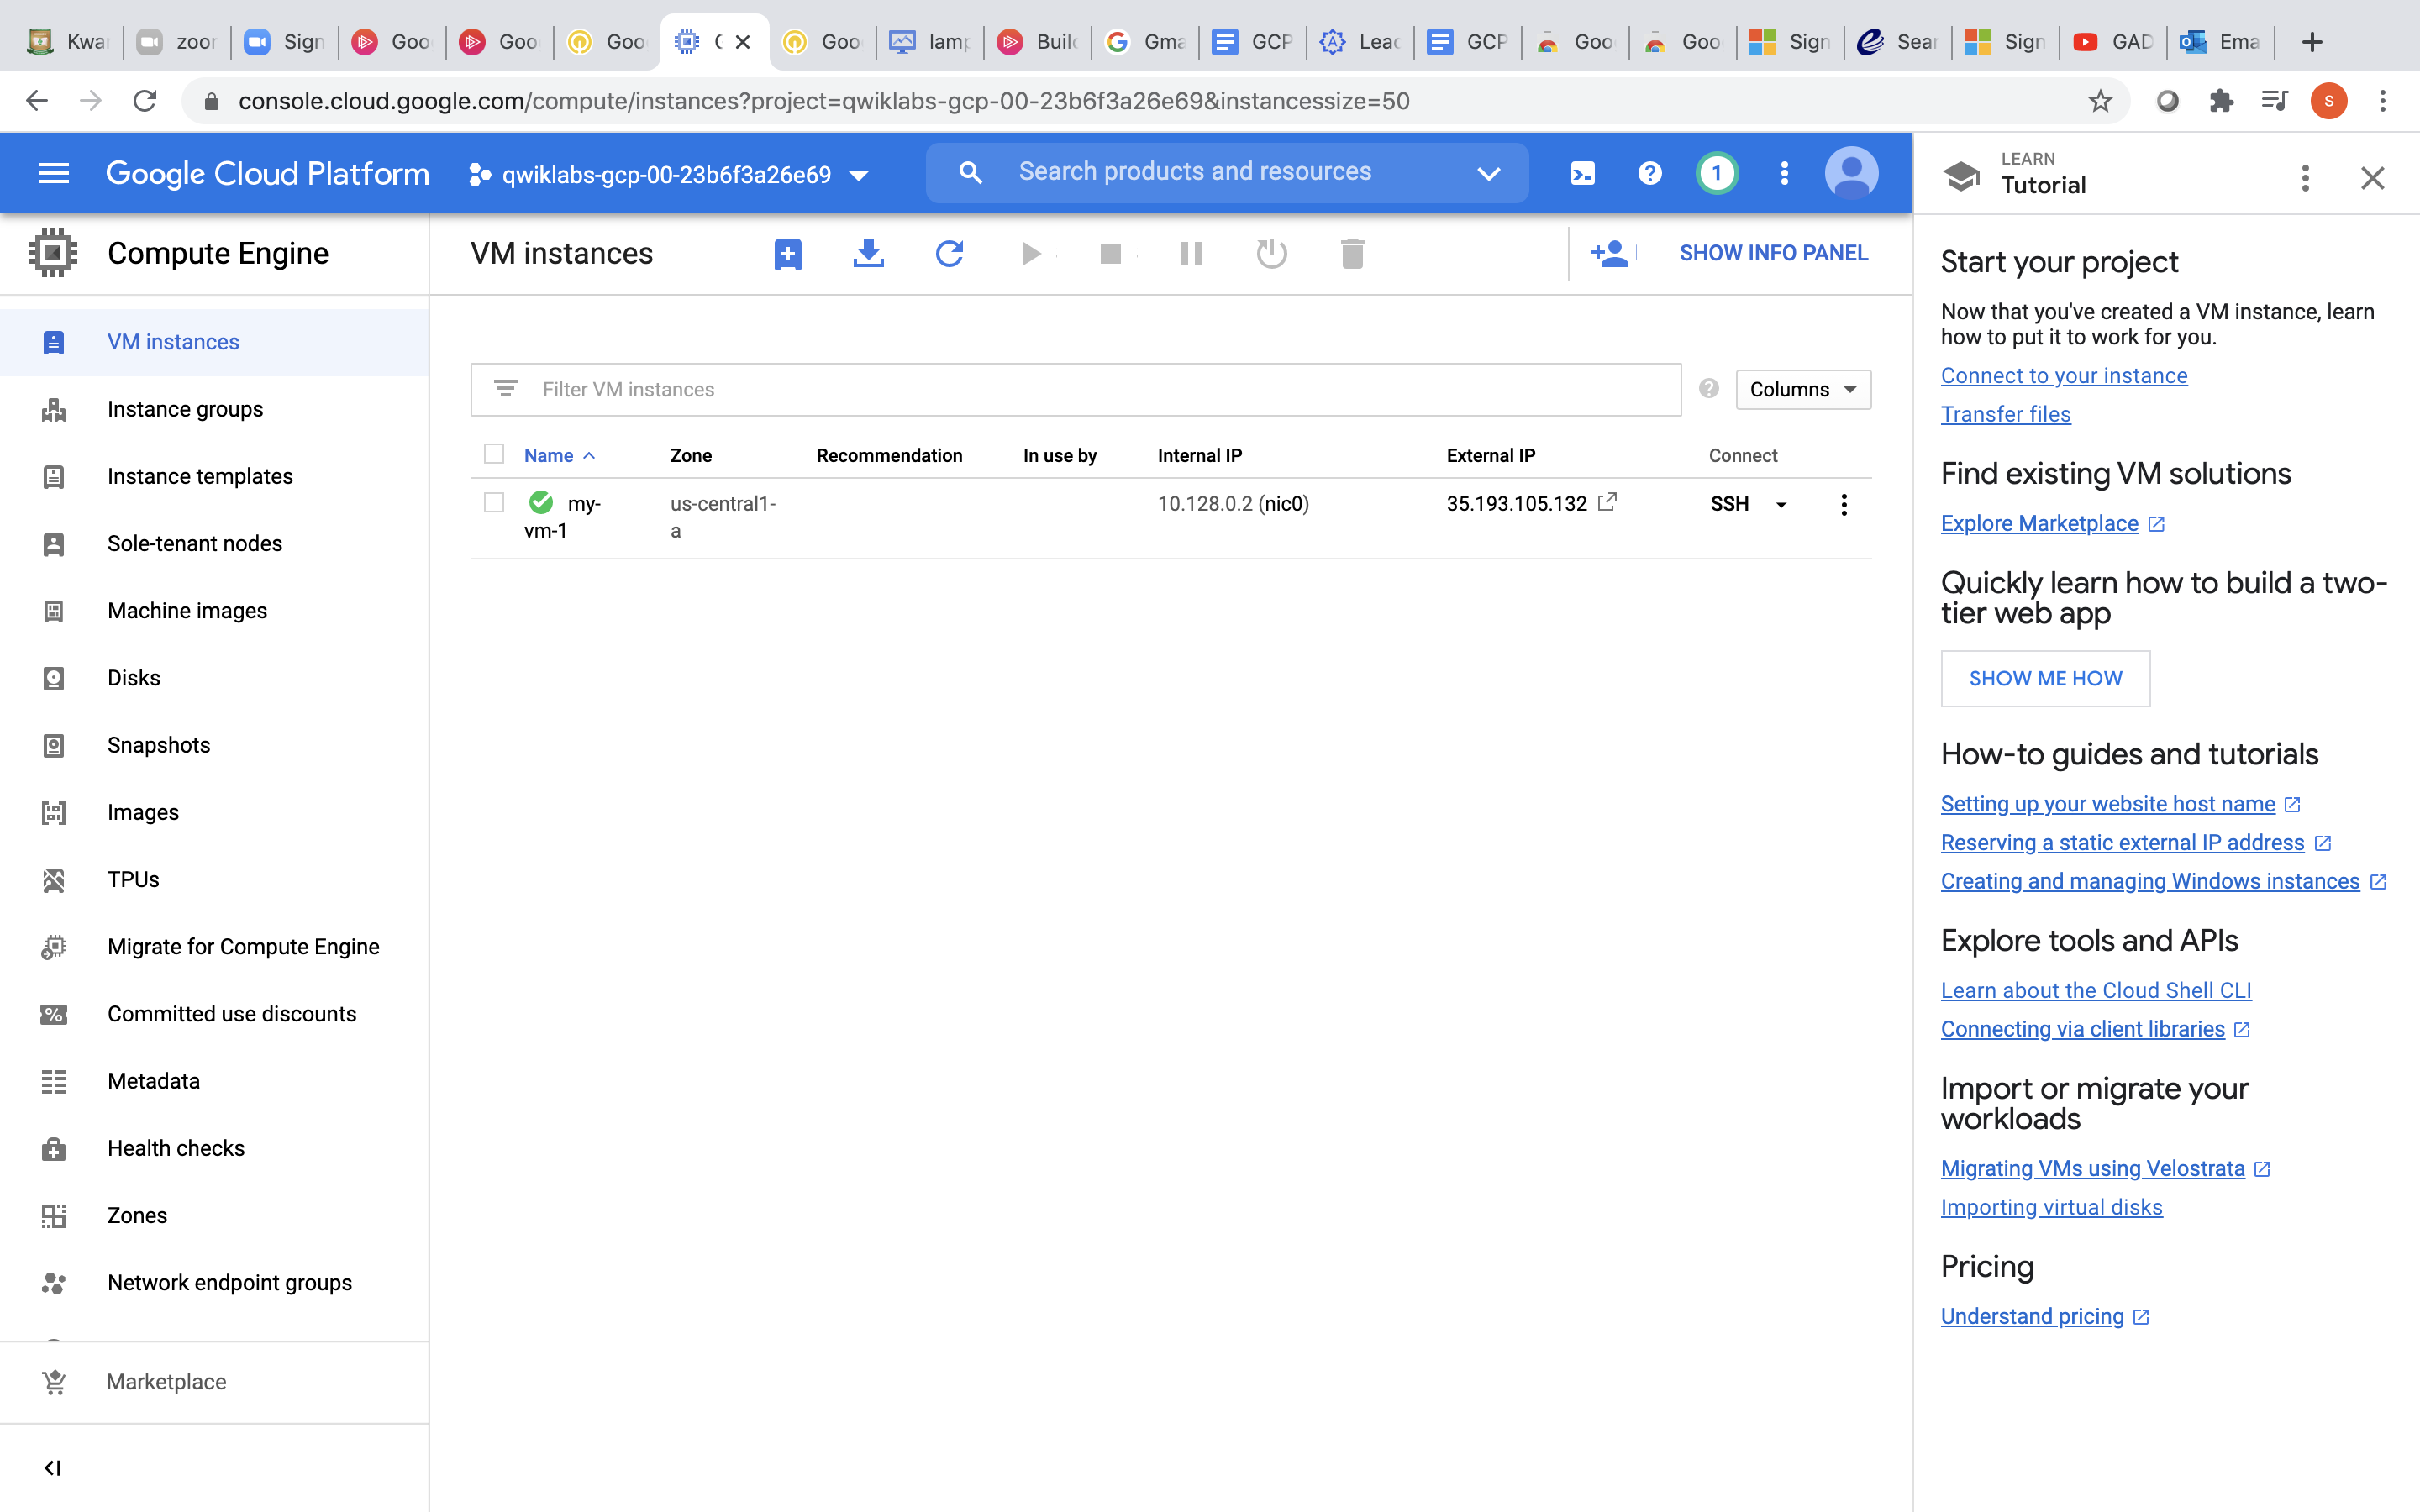 Kwa
zoor
Sign
Goo
Goo
Goo
Goo
lamp
Build
Gma
GCP
Leac
GCP
Goo
Goo
Sign
Sear
Sign
GAD
Ema
console.cloud.google.com/compute/instances?project=qwiklabs-gcp-00-23b6f3a26e69&instancessize=50
S
Google Cloud Platform
qwiklabs-gcp-00-23b6f3a26e69
Search products and resources
1
LEARN
Tutorial
Compute Engine
VM instances
Instance groups
Instance templates
Sole-tenant nodes
Machine images
Disks
Snapshots
Images
TPUs
Migrate for Compute Engine
Committed use discounts
Metadata
Health checks
Zones
Network endpoint groups
Marketplace
VM instances
SHOW INFO PANEL
Filter VM instances
Columns
Name Zone Recommendation In use by Internal IP External IP Connect
my-vm-1 us-central1-a 10.128.0.2 (nic0) 35.193.105.132 SSH
Start your project
Now that you've created a VM instance, learn
how to put it to work for you.
Connect to your instance
Transfer files
Find existing VM solutions
Explore Marketplace
Quickly learn how to build a two-
tier web app
SHOW ME HOW
How-to guides and tutorials
Setting up your website host name
Reserving a static external IP address
Creating and managing Windows instances
Explore tools and APIs
Learn about the Cloud Shell CLI
Connecting via client libraries
Import or migrate your
workloads
Migrating VMs using Velostrata
Importing virtual disks
Pricing
Understand pricing